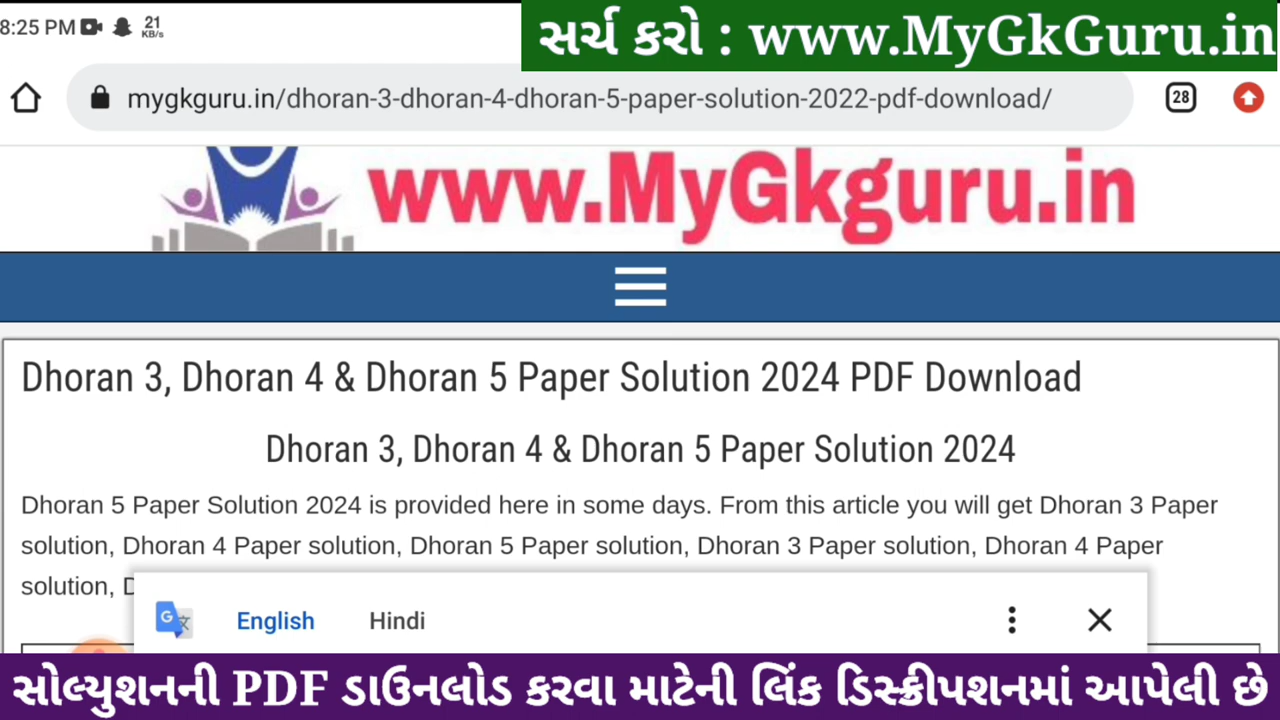 સર્ચ કરો : www.MyGkGuru.in
8:25 PM 21 KB/s
mygkguru.in/dhoran-3-dhoran-4-dhoran-5-paper-solution-2022-pdf-download/
28
www.MyGkguru.in
Dhoran 3, Dhoran 4 & Dhoran 5 Paper Solution 2024 PDF Download
Dhoran 3, Dhoran 4 & Dhoran 5 Paper Solution 2024
Dhoran 5 Paper Solution 2024 is provided here in some days. From this article you will get Dhoran 3 Paper
solution, Dhoran 4 Paper solution, Dhoran 5 Paper solution, Dhoran 3 Paper solution, Dhoran 4 Paper
solution,
English Hindi
સોલ્યુશનની PDF ડાઉનલોડ કરવા માટેની લિંક ડિસ્ક્રીપશનમાં આપેલી છે